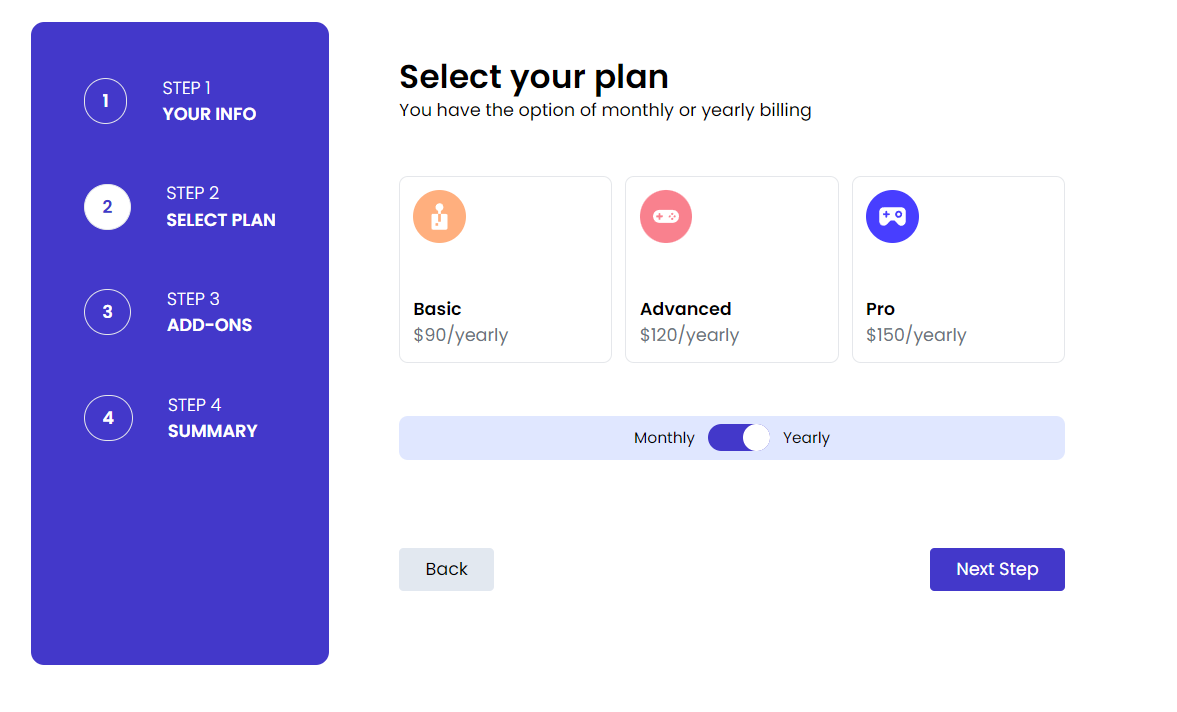 1
STEP 1
YOUR INFO
2
STEP 2
SELECT PLAN
3
STEP 3
ADD-ONS
4
STEP 4
SUMMARY
Select your plan
You have the option of monthly or yearly billing
Basic
$90/yearly
Advanced
$120/yearly
Pro
$150/yearly
Monthly
Yearly
Back
Next Step